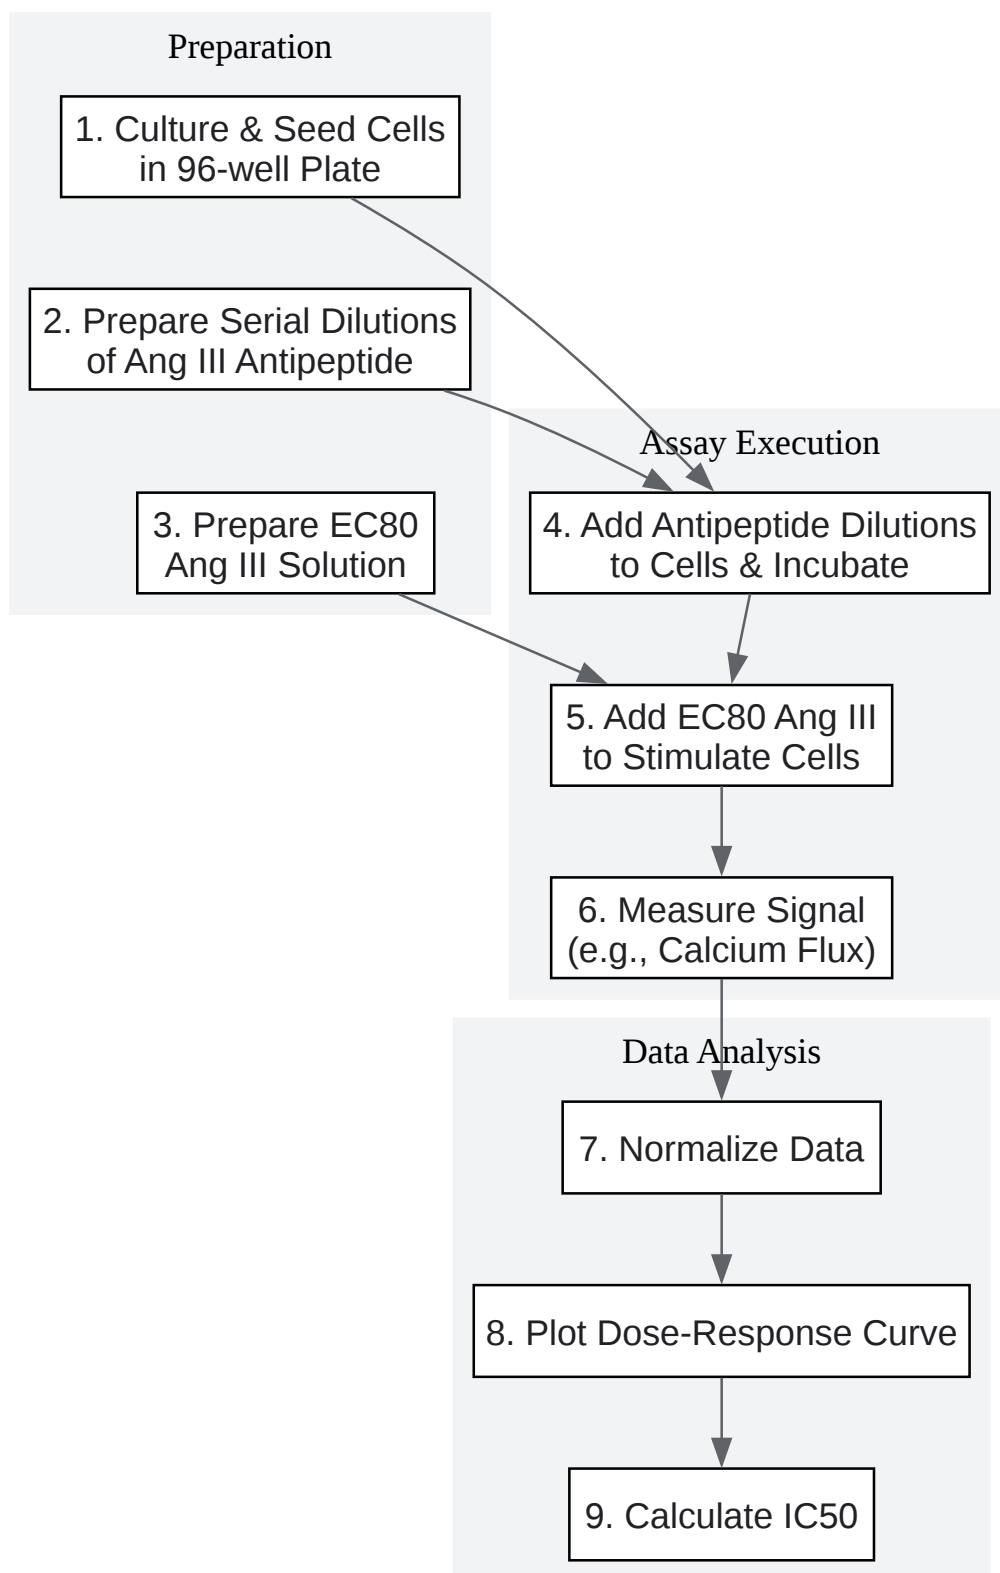 Preparation
1. Culture & Seed Cells
in 96-well Plate
2. Prepare Serial Dilutions
of Ang III Antipeptide
3. Prepare EC80
Ang III Solution
Assay Execution
4. Add Antipeptide Dilutions
to Cells & Incubate
5. Add EC80 Ang III
to Stimulate Cells
6. Measure Signal
(e.g., Calcium Flux)
Data Analysis
7. Normalize Data
8. Plot Dose-Response Curve
9. Calculate IC50